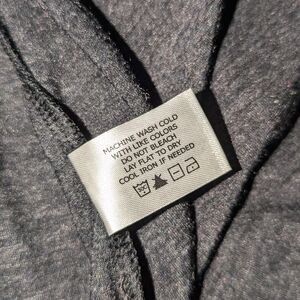 MACHINE WASH COLD
WITH LIKE COLORS
DO NOT BLEACH
LAY FLAT TO DRY
COOL IRON IF NEEDED